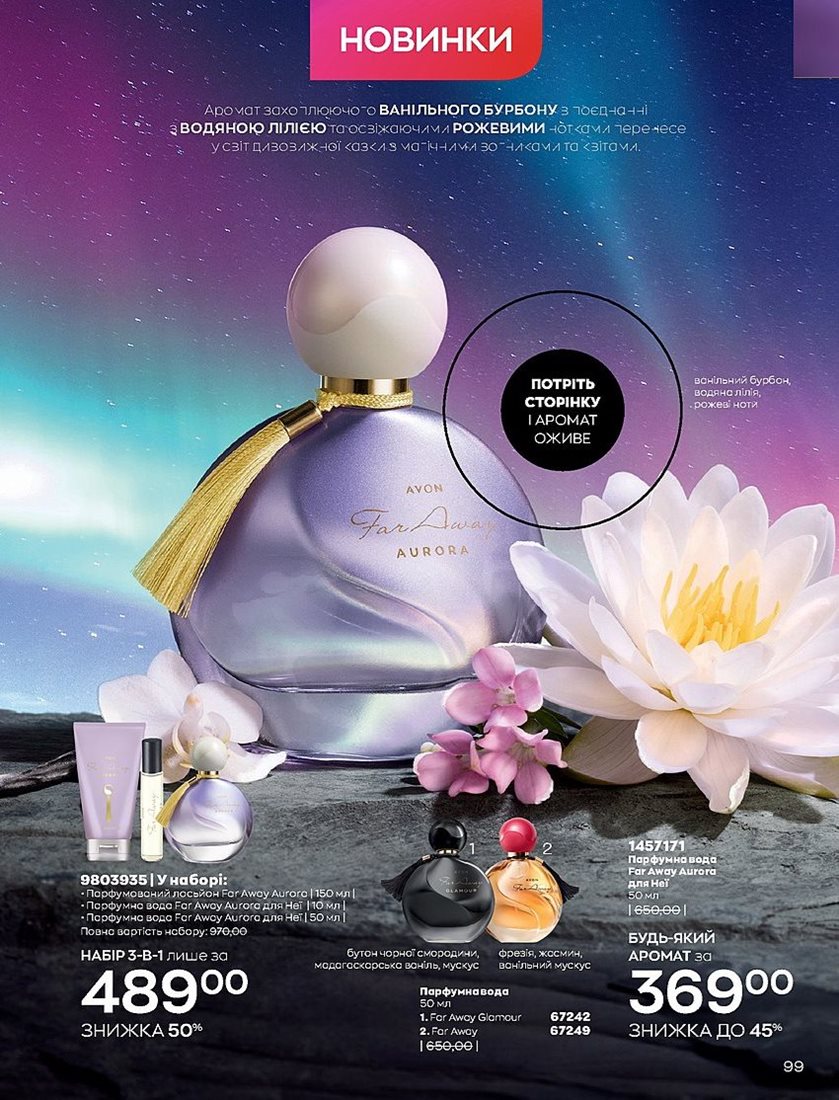 НОВИНКИ
Аромат захоплюючого ВАНІЛЬНОГО БУРБОНУ в поєднанні
з ВОДЯНОЮ ЛІЛІЄЮ та освіжаючими РОЖЕВИМИ нотками перенесе
у світ дивовижної казки з магічними вогниками та квітами.
ПОТРІТЬ
СТОРІНКУ
І АРОМАТ
ОЖИВЕ
ванільний бурбон,
водяна лілія,
рожеві ноти
AVON
Far Away
AURORA
9803935 | У наборі:
• Парфумований лосьйон Far Away Aurora | 150 мл |
• Парфумна вода Far Away Aurora для Неї | 10 мл |
• Парфумна вода Far Away Aurora для Неї | 50 мл |
Повна вартість набору: 970,00
НАБІР 3-В-1 лише за
48900
ЗНИЖКА 50%
1
2
бутон чорної смородини,
мадагаскарська ваніль, мускус
фрезія, жасмин,
ванільний мускус
Парфумна вода
50 мл
1. Far Away Glamour 67242
2. Far Away 67249
| 650,00 |
1457171
Парфумна вода
Far Away Aurora
для Неї
50 мл
| 650,00 |
БУДЬ-ЯКИЙ
АРОМАТ за
36900
ЗНИЖКА ДО 45%
99